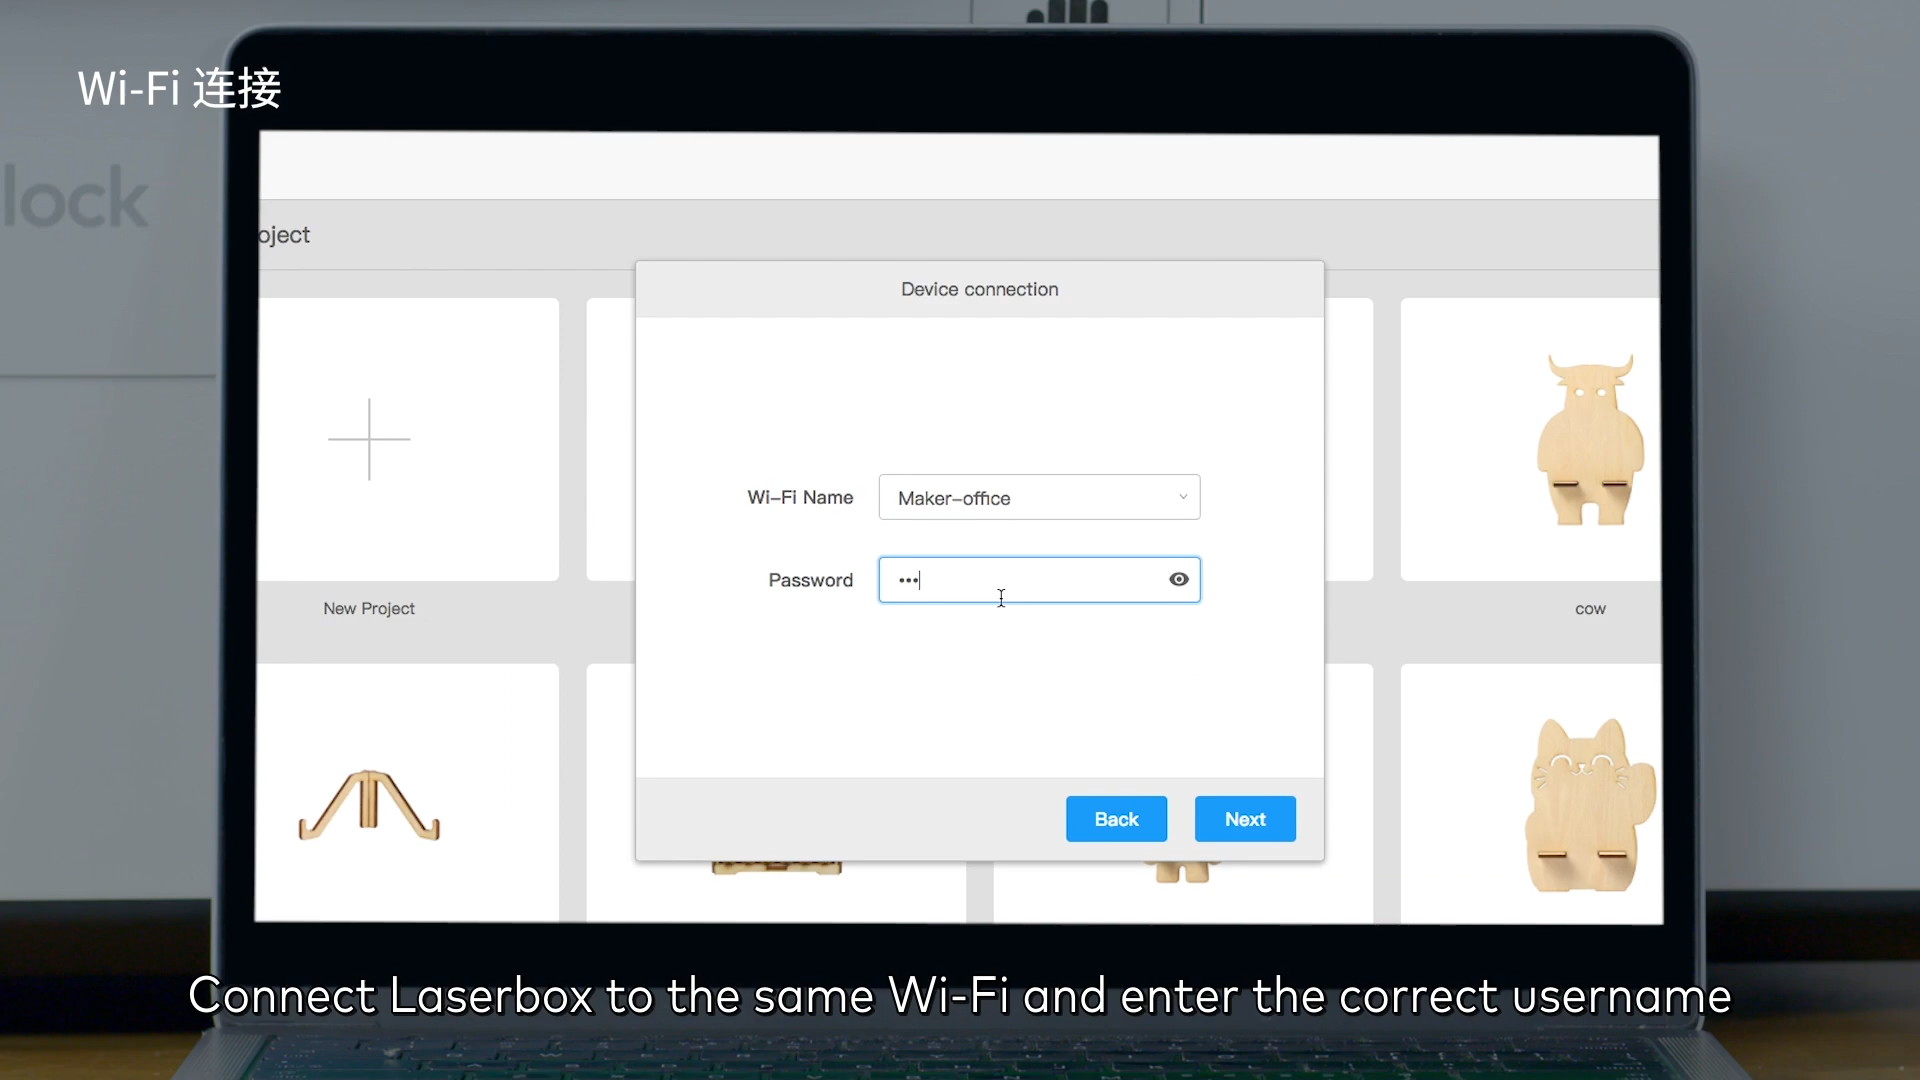 Wi-Fi 连接
lock
oject
Device connection
Wi-Fi Name
Maker-office
Password
•••
New Project
cow
Back
Next
Connect Laserbox to the same Wi-Fi and enter the correct username